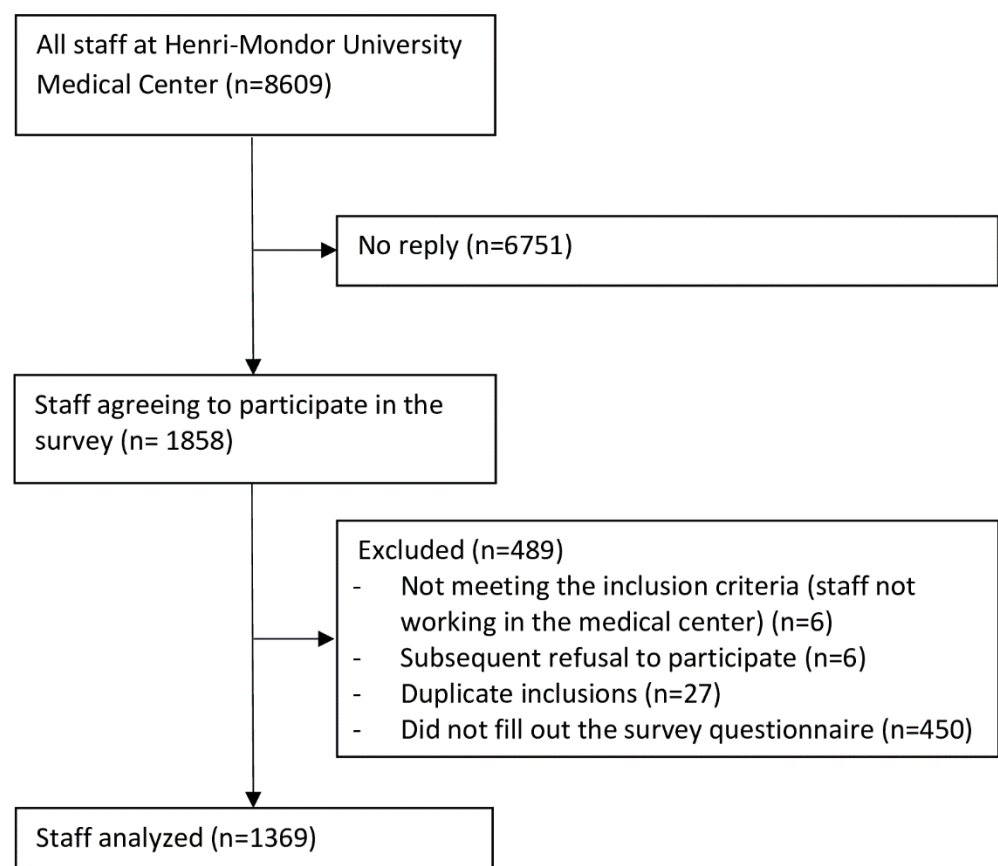 All staff at Henri-Mondor University
Medical Center (n=8609)
No reply (n=6751)
Staff agreeing to participate in the
survey (n= 1858)
Excluded (n=489)
- Not meeting the inclusion criteria (staff not
working in the medical center) (n=6)
- Subsequent refusal to participate (n=6)
- Duplicate inclusions (n=27)
- Did not fill out the survey questionnaire (n=450)
Staff analyzed (n=1369)